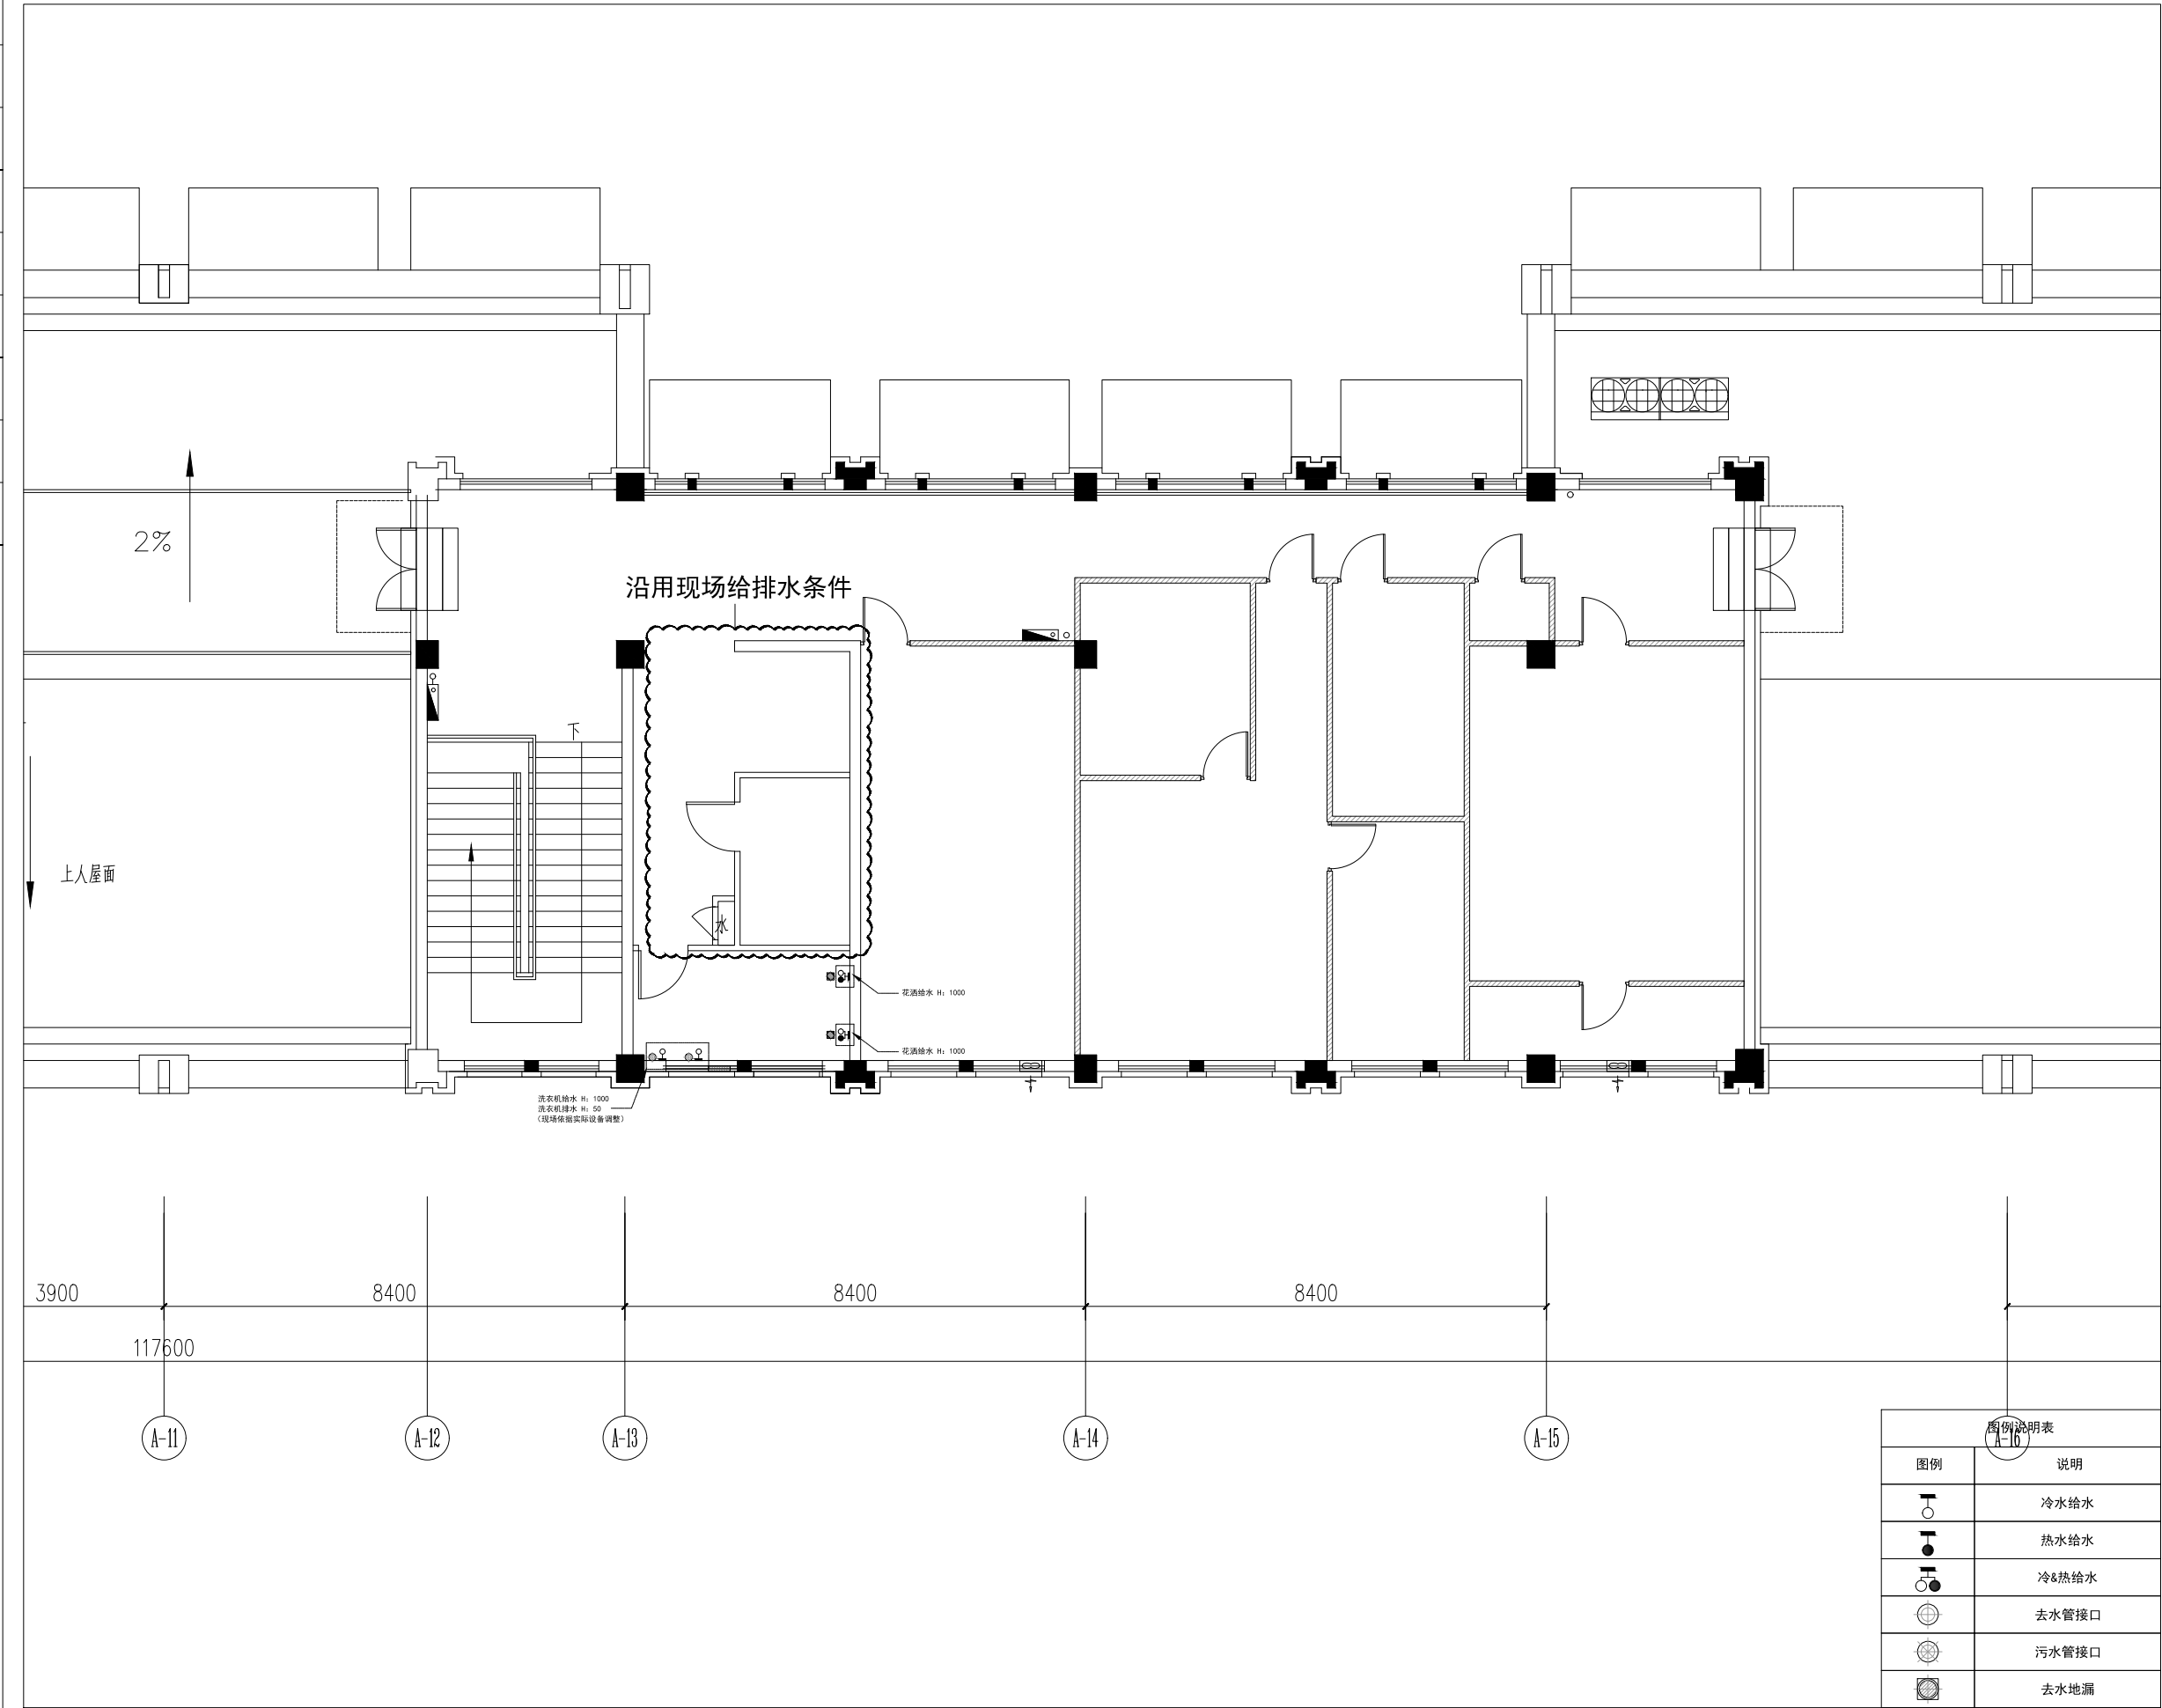 2%
沿用现场给排水条件
下
上人屋面
水
花洒给水 H: 1000
花洒给水 H: 1000
洗衣机给水 H: 1000
洗衣机排水 H: 50
(现场依据实际设备调整)
3900
8400
8400
8400
117600
A-11
A-12
A-13
A-14
A-15
A-16
图例说明表
图例
说明
冷水给水
热水给水
冷&热给水
去水管接口
污水管接口
去水地漏